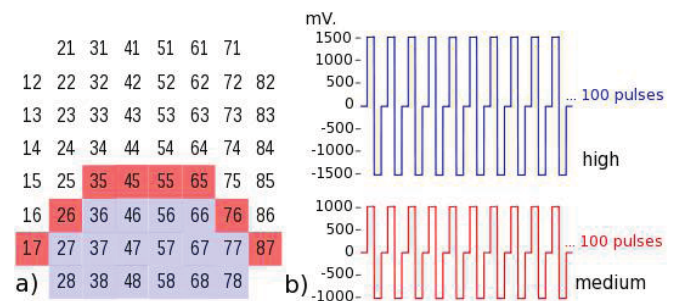 21 31 41 51 61 71
12 22 32 42 52 62 72 82
13 23 33 43 53 63 73 83
14 24 34 44 54 64 74 84
15 25 35 45 55 65 75 85
16 26 36 46 56 66 76 86
17 27 37 47 57 67 77 87
28 38 48 58 68 78
a)
mV.
1500
1000
500
0
-500
-1000
-1500
... 100 pulses
high
1000
500
0
-500
-1000
... 100 pulses
medium
b)